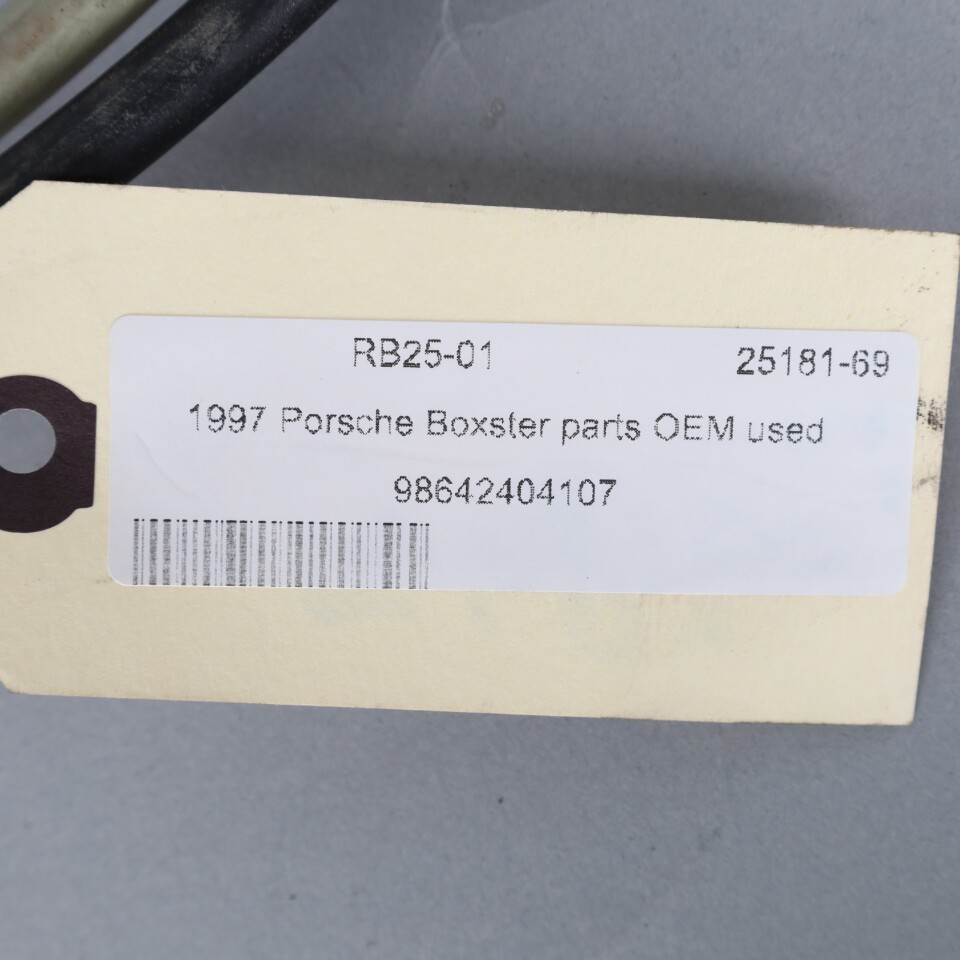 RB25-01 25181-69
1997 Porsche Boxster parts OEM used
98642404107